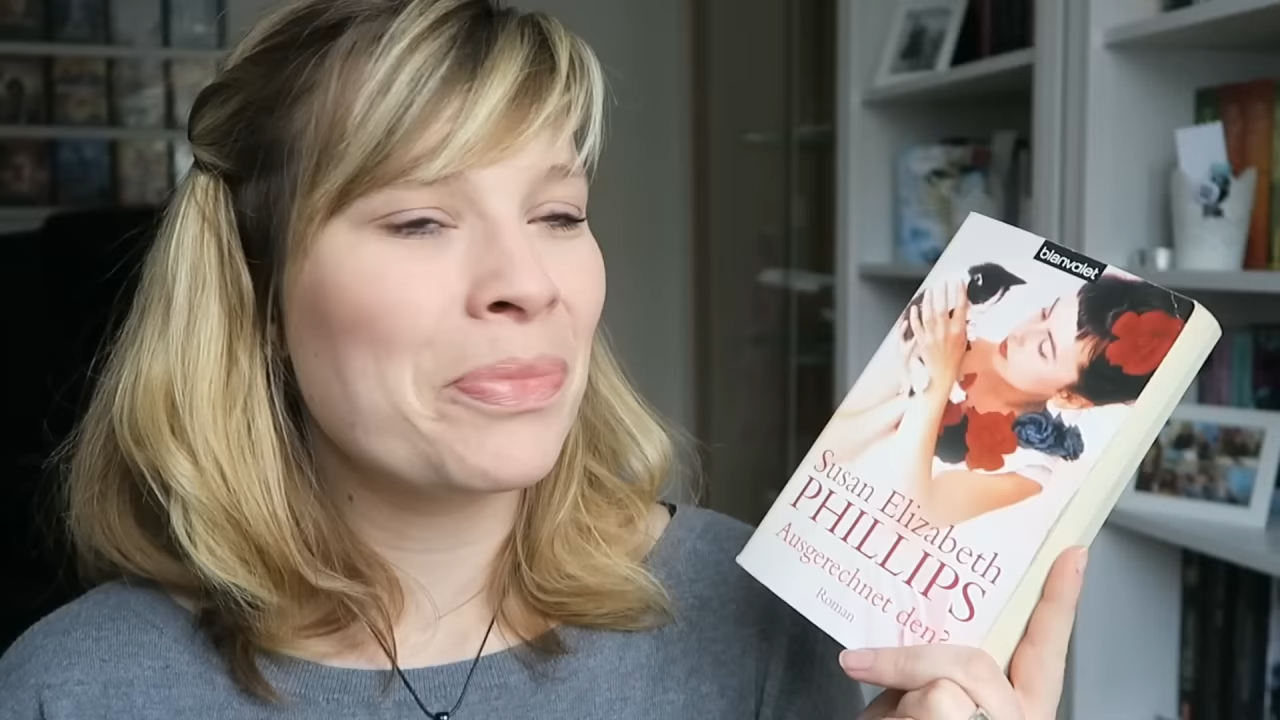 blanvalet
Susan Elizabeth
PHILLIPS
Ausgerechnet den?
Roman